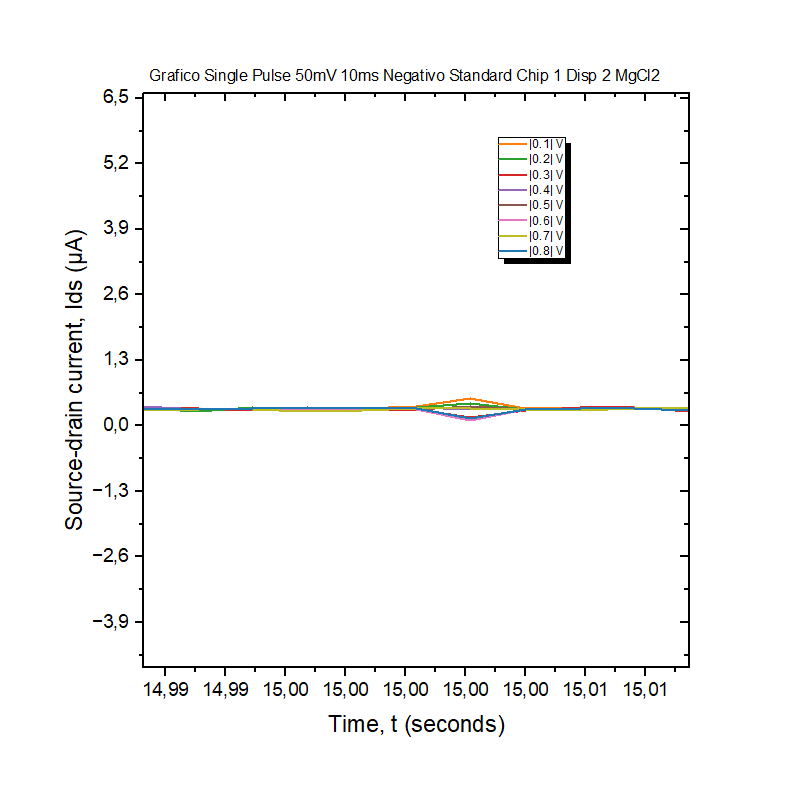 Grafico Single Pulse 50mV 10ms Negativo Standard Chip 1 Disp 2 MgCl2
6,5
5,2
3,9
2,6
1,3
0,0
−1,3
−2,6
−3,9
Source-drain current, Ids (µA)
|0.1| V
|0.2| V
|0.3| V
|0.4| V
|0.5| V
|0.6| V
|0.7| V
|0.8| V
14,99 14,99 15,00 15,00 15,00 15,00 15,00 15,01 15,01
Time, t (seconds)